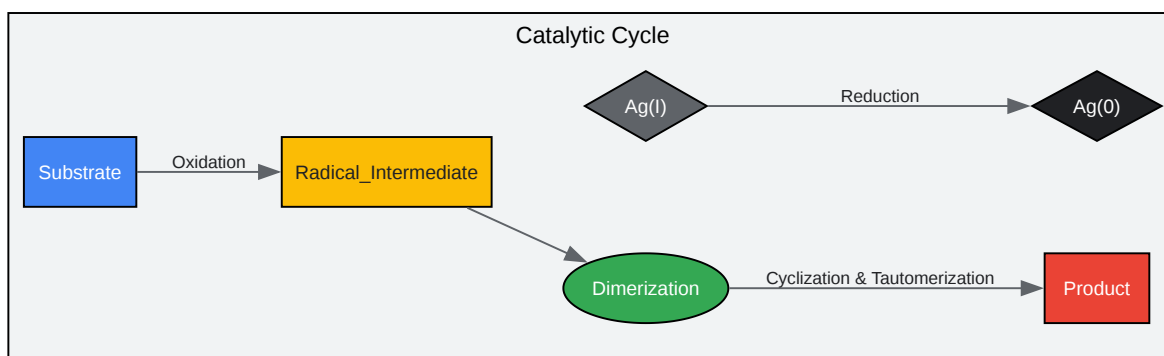 Catalytic Cycle
Ag(I)
Reduction
Ag(0)
Substrate
Oxidation
Radical_Intermediate
Dimerization
Cyclization & Tautomerization
Product